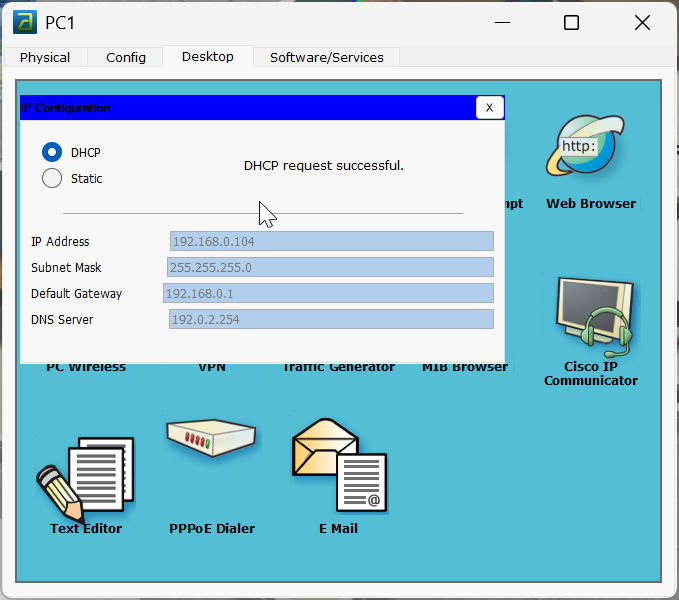 PC1
Physical Config Desktop Software/Services
IP Configuration X
DHCP
DHCP request successful.
Static
http:
pt Web Browser
IP Address 192.168.0.104
Subnet Mask 255.255.255.0
Default Gateway 192.168.0.1
DNS Server 192.0.2.254
PC Wireless VPN Traffic Generator MIB Browser Cisco IP
Communicator
@
Text Editor PPPoE Dialer E Mail